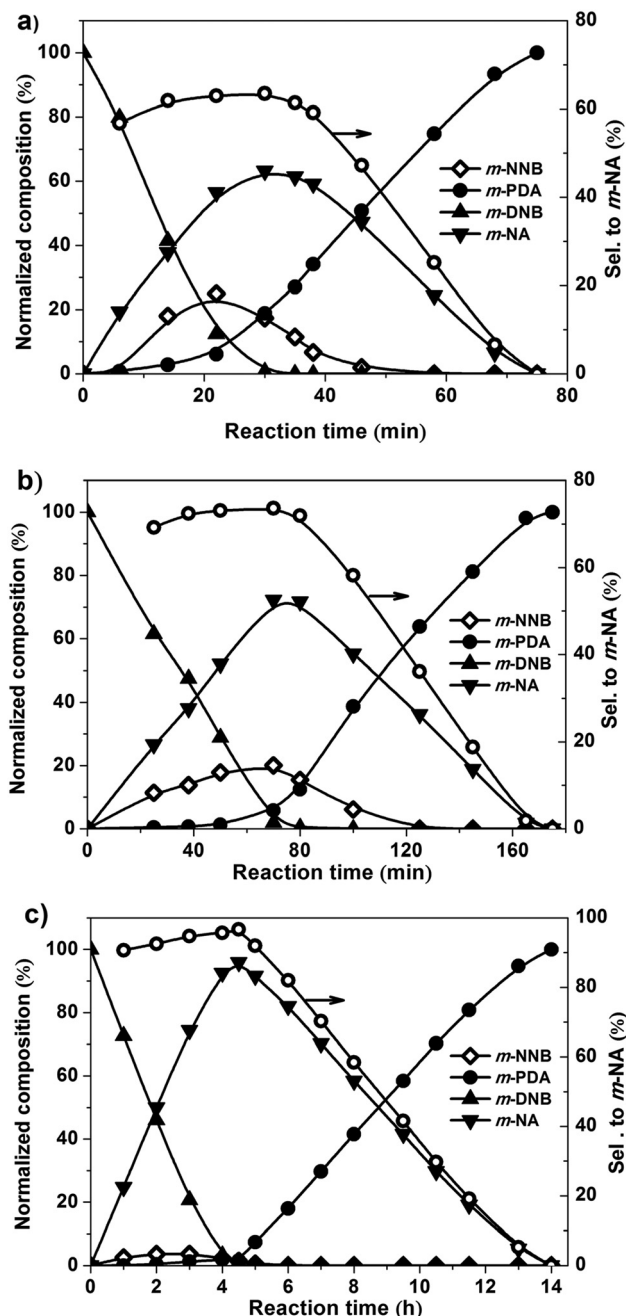 a)
100
80
60
40
20
0
Normalized composition (%)
80
60
40
20
0
Sel. to m-NA (%)
m-NNB
m-PDA
m-DNB
m-NA
0 20 40 60 80
Reaction time (min)
b)
100
80
60
40
20
0
Normalized composition (%)
80
60
40
20
0
Sel. to m-NA (%)
m-NNB
m-PDA
m-DNB
m-NA
0 40 80 120 160
Reaction time (min)
c)
100
80
60
40
20
0
Normalized composition (%)
100
80
60
40
20
0
Sel . to m-NA (%)
m-NNB
m-PDA
m-DNB
m-NA
0 2 4 6 8 10 12 14
Reaction time (h)